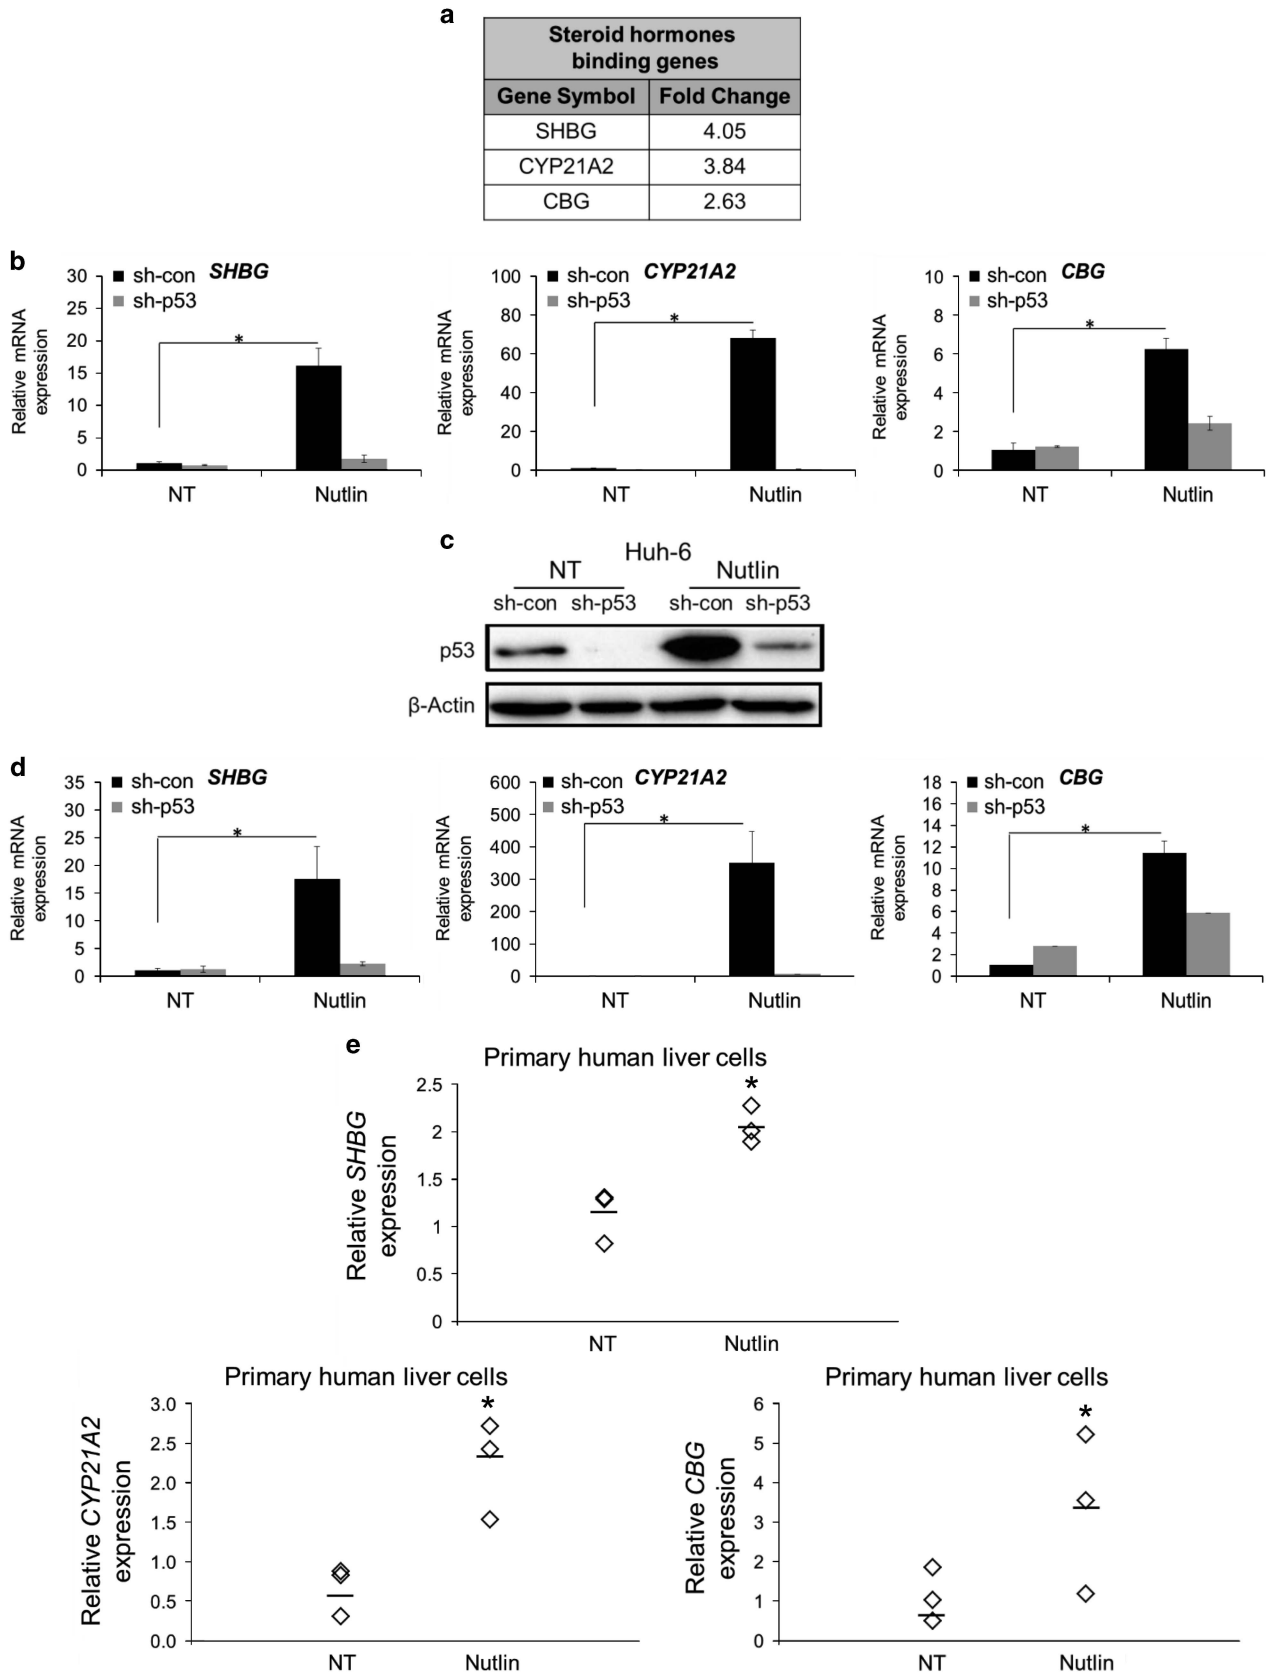 a
Steroid hormones
binding genes
Gene Symbol Fold Change
SHBG 4.05
CYP21A2 3.84
CBG 2.63
b
sh-con SHBG
sh-p53
Relative mRNA
expression
30
25
20
15
10
5
0
*
NT Nutlin
sh-con CYP21A2
sh-p53
Relative mRNA
expression
100
80
60
40
20
0
*
NT Nutlin
sh-con CBG
sh-p53
Relative mRNA
expression
10
8
6
4
2
0
*
NT Nutlin
c
Huh-6
NT Nutlin
sh-con sh-p53 sh-con sh-p53
p53
β-Actin
d
sh-con SHBG
sh-p53
Relative mRNA
expression
35
30
25
20
15
10
5
0
*
NT Nutlin
sh-con CYP21A2
sh-p53
Relative mRNA
expression
600
500
400
300
200
100
0
*
NT Nutlin
sh-con CBG
sh-p53
Relative mRNA
expression
18
16
14
12
10
8
6
4
2
0
*
NT Nutlin
e
Primary human liver cells
Relative SHBG
expression
2.5
2
1.5
1
0.5
0
*
NT Nutlin
Primary human liver cells
Relative CYP21A2
expression
3.0
2.5
2.0
1.5
1.0
0.5
0.0
*
NT Nutlin
Primary human liver cells
Relative CBG
expression
6
5
4
3
2
1
0
*
NT Nutlin